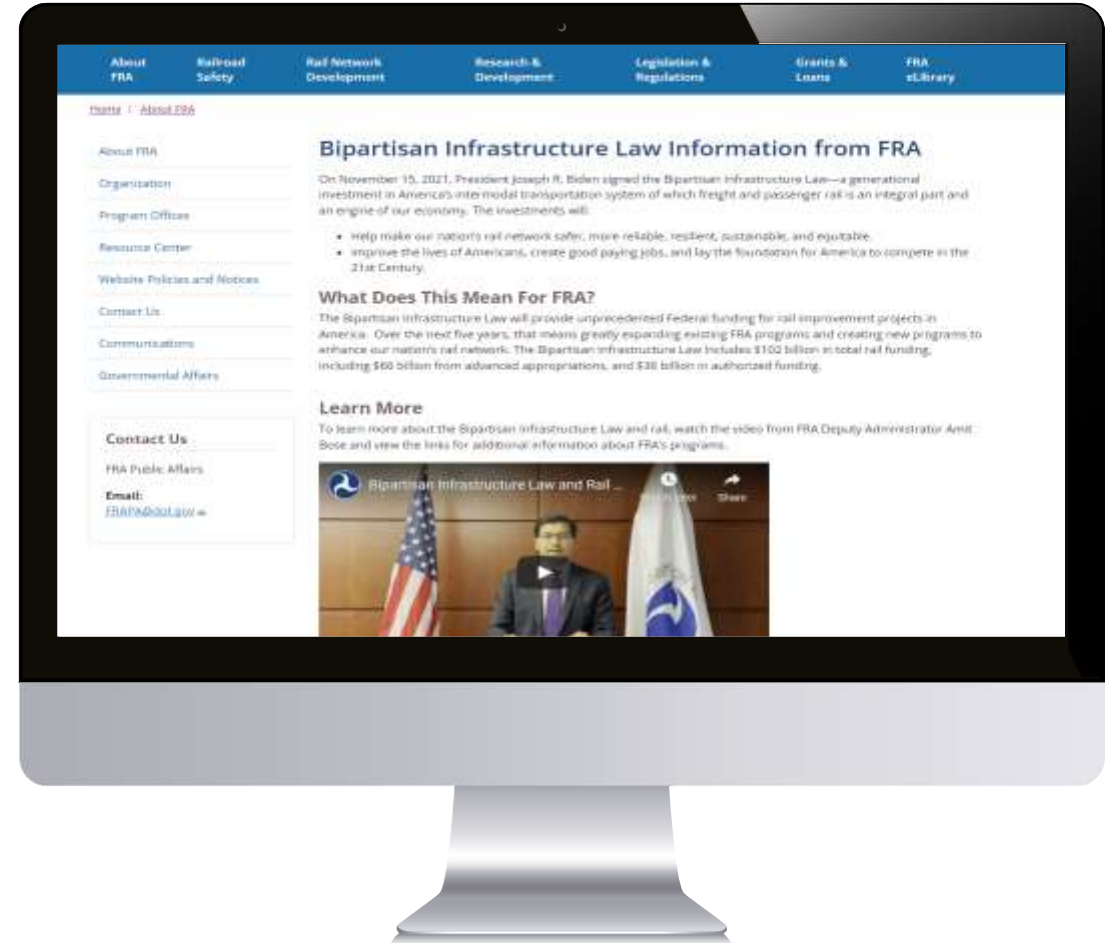 About FRA
Railroad Safety
Rail Network Development
Research & Development
Legislation & Regulations
Grants & Loans
FRA eLibrary
Home / About FRA
About FRA
Organization
Program Offices
Resource Center
Website Policies and Notices
Contact Us
Communications
Governmental Affairs
Contact Us
FRA Public Affairs
Email:
FRAPA@dot.gov
Bipartisan Infrastructure Law Information from FRA
On November 15, 2021, President Joseph R. Biden signed the Bipartisan Infrastructure Law—a generational
investment in America's intermodal transportation system of which freight and passenger rail is an integral part and
an engine of our economy. The investments will:
• Help make our nation's rail network safer, more reliable, resilient, sustainable, and equitable.
• Improve the lives of Americans, create good paying jobs, and lay the foundation for America to compete in the
21st Century.
What Does This Mean For FRA?
The Bipartisan Infrastructure Law will provide unprecedented Federal funding for rail improvement projects in
America. Over the next five years, that means greatly expanding existing FRA programs and creating new programs to
enhance our nation's rail network. The Bipartisan Infrastructure Law includes $102 billion in total rail funding,
including $66 billion from advanced appropriations, and $36 billion in authorized funding.
Learn More
To learn more about the Bipartisan Infrastructure Law and rail, watch the video from FRA Deputy Administrator Amit
Bose and view the links for additional information about FRA's programs.
Bipartisan Infrastructure Law and Rail ...
Share